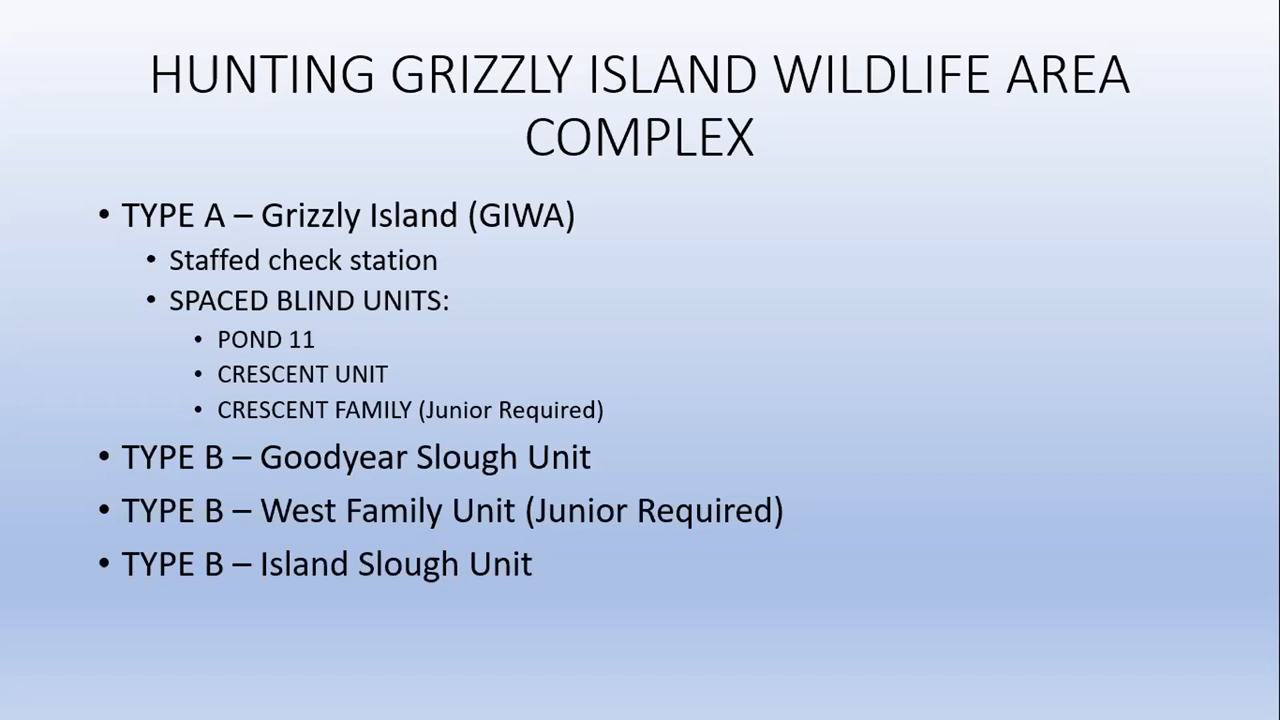 HUNTING GRIZZLY ISLAND WILDLIFE AREA
COMPLEX
• TYPE A – Grizzly Island (GIWA)
• Staffed check station
• SPACED BLIND UNITS:
• POND 11
• CRESCENT UNIT
• CRESCENT FAMILY (Junior Required)
• TYPE B – Goodyear Slough Unit
• TYPE B – West Family Unit (Junior Required)
• TYPE B – Island Slough Unit